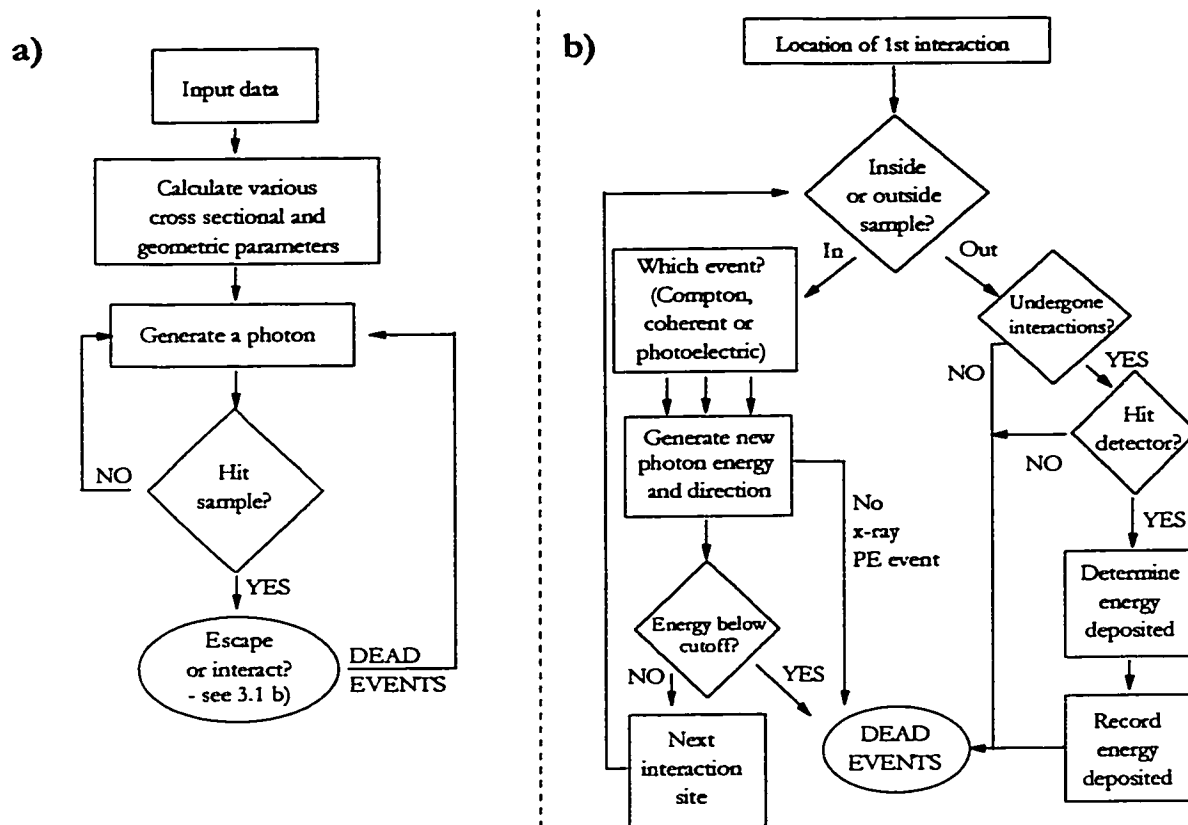 a)
Input data
Calculate various
cross sectional and
geometric parameters
Generate a photon
NO
Hit
sample?
YES
Escape
or interact?
- see 3.1 b)
DEAD
EVENTS
b)
Location of 1st interaction
Inside
or outside
sample?
In
Out
Which event?
(Compton,
coherent or
photoelectric)
Undergone
interactions?
NO
YES
Hit
detector?
NO
YES
Generate new
photon energy
and direction
No
x-ray
PE event
Determine
energy
deposited
Energy below
cutoff?
NO
YES
Next
interaction
site
DEAD
EVENTS
Record
energy
deposited